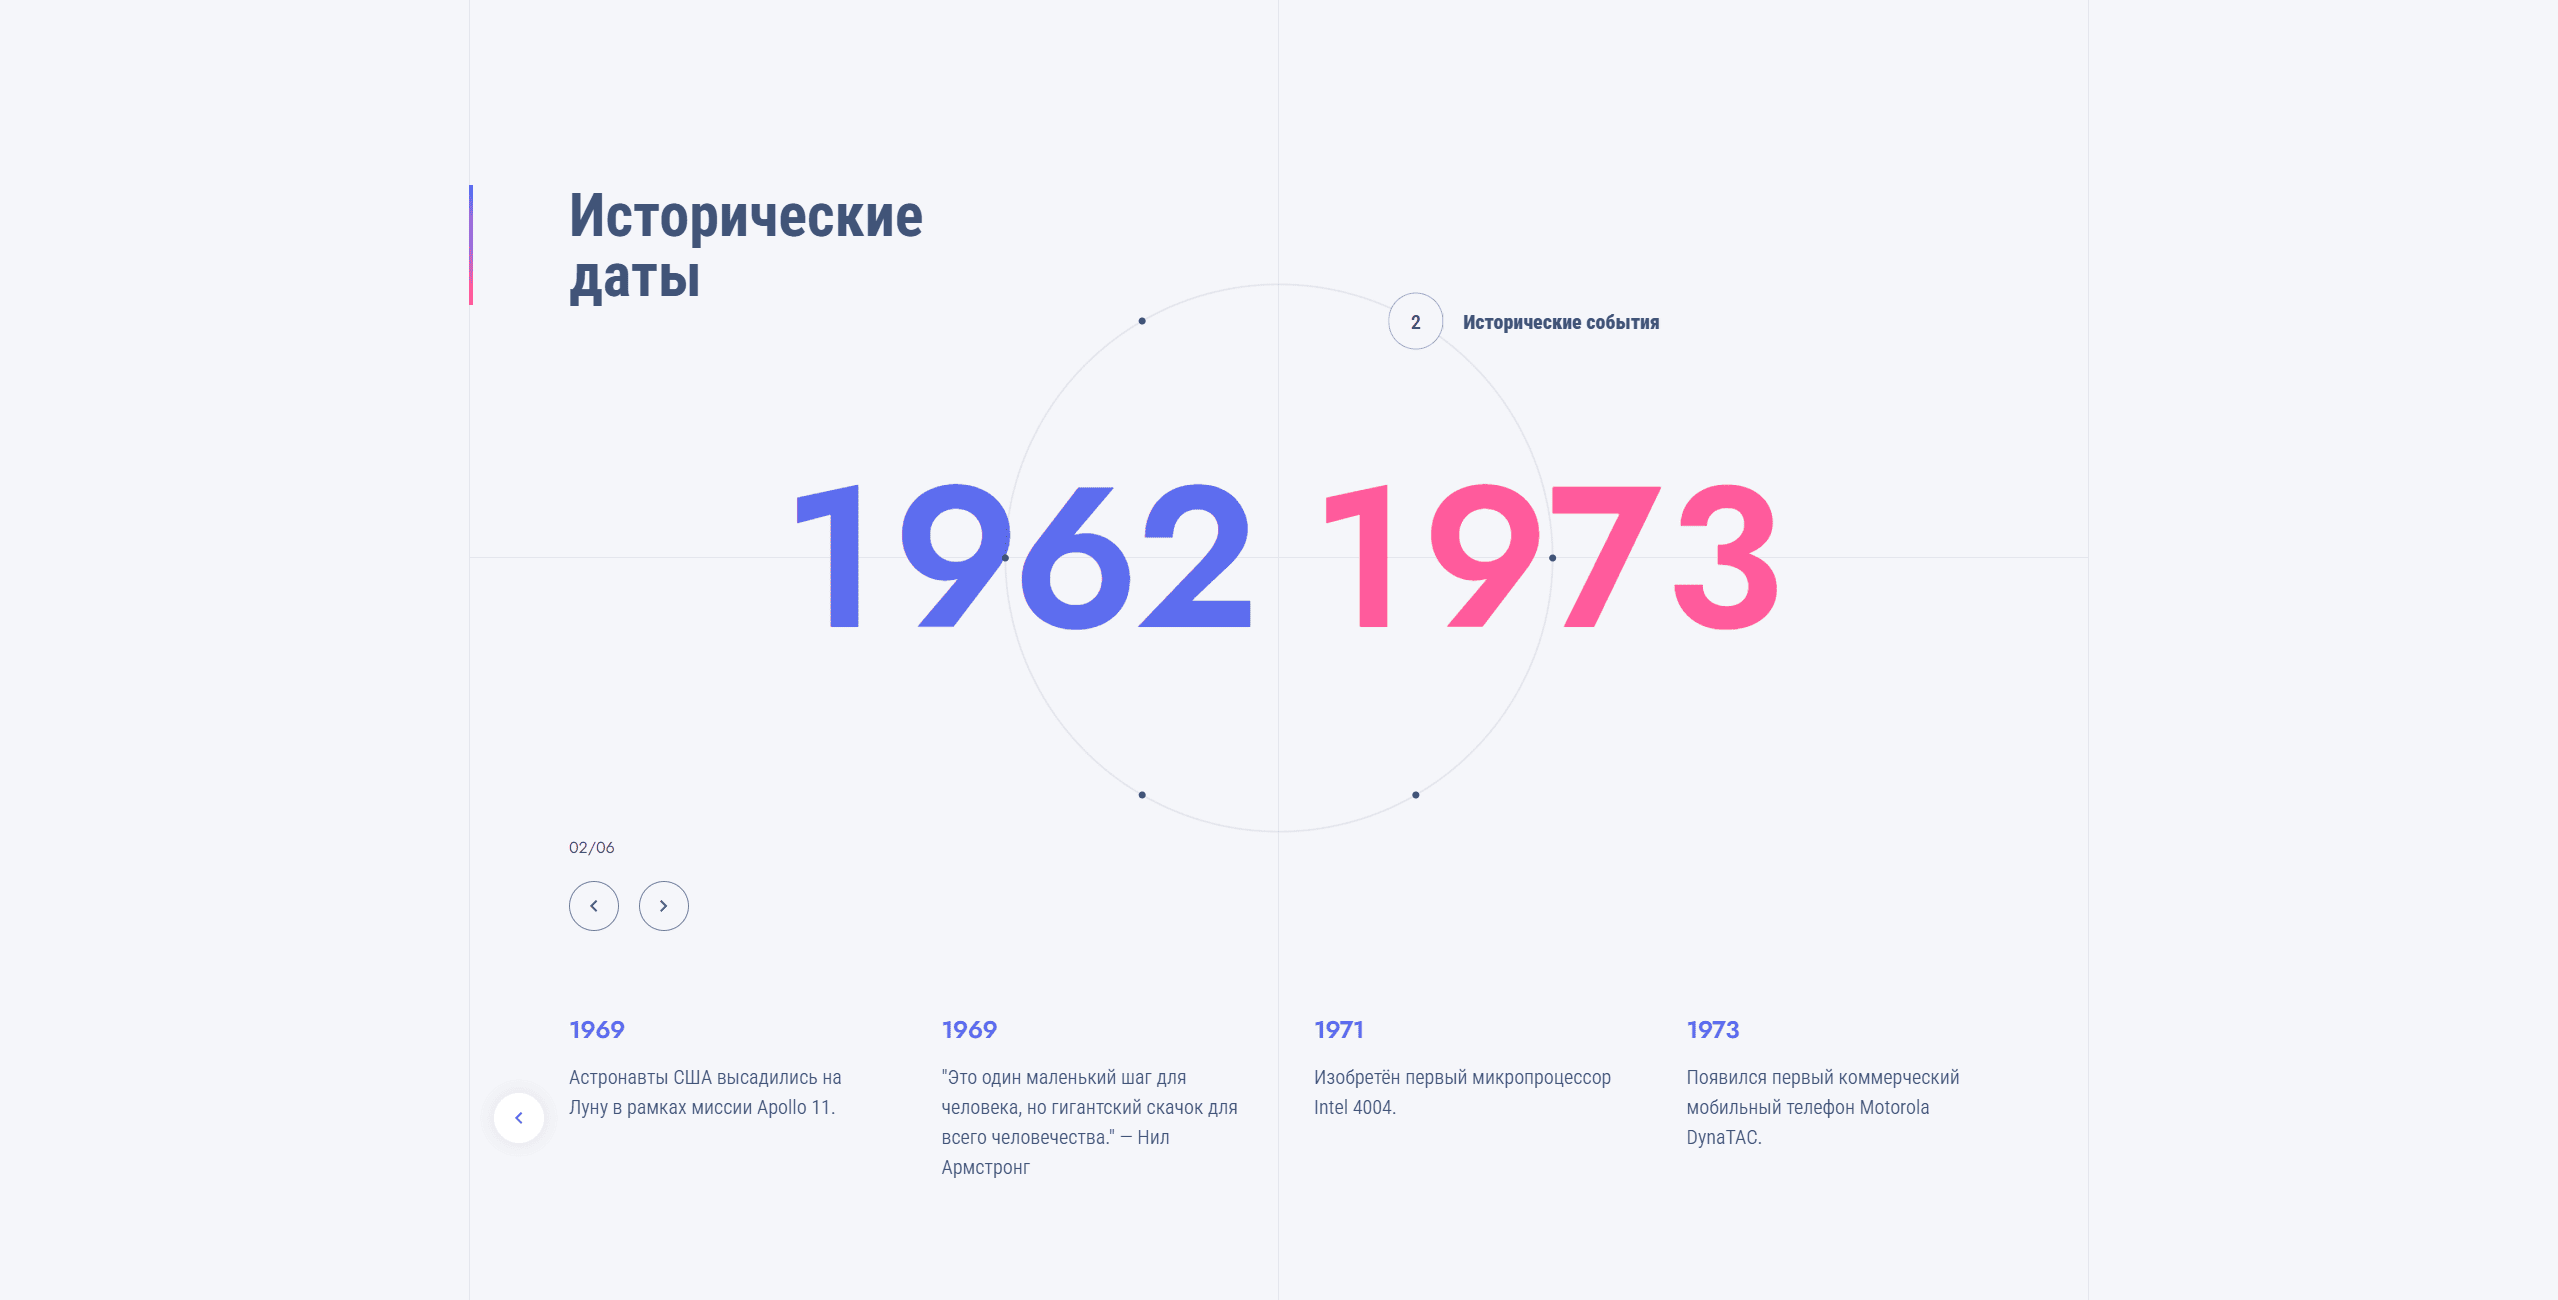 Исторические
даты
2 Исторические события
1962 1973
02/06
1969
Астронавты США высадились на
Луну в рамках миссии Apollo 11.
1969
"Это один маленький шаг для
человека, но гигантский скачок для
всего человечества." — Нил
Армстронг
1971
Изобретён первый микропроцессор
Intel 4004.
1973
Появился первый коммерческий
мобильный телефон Motorola
DynaTAC.